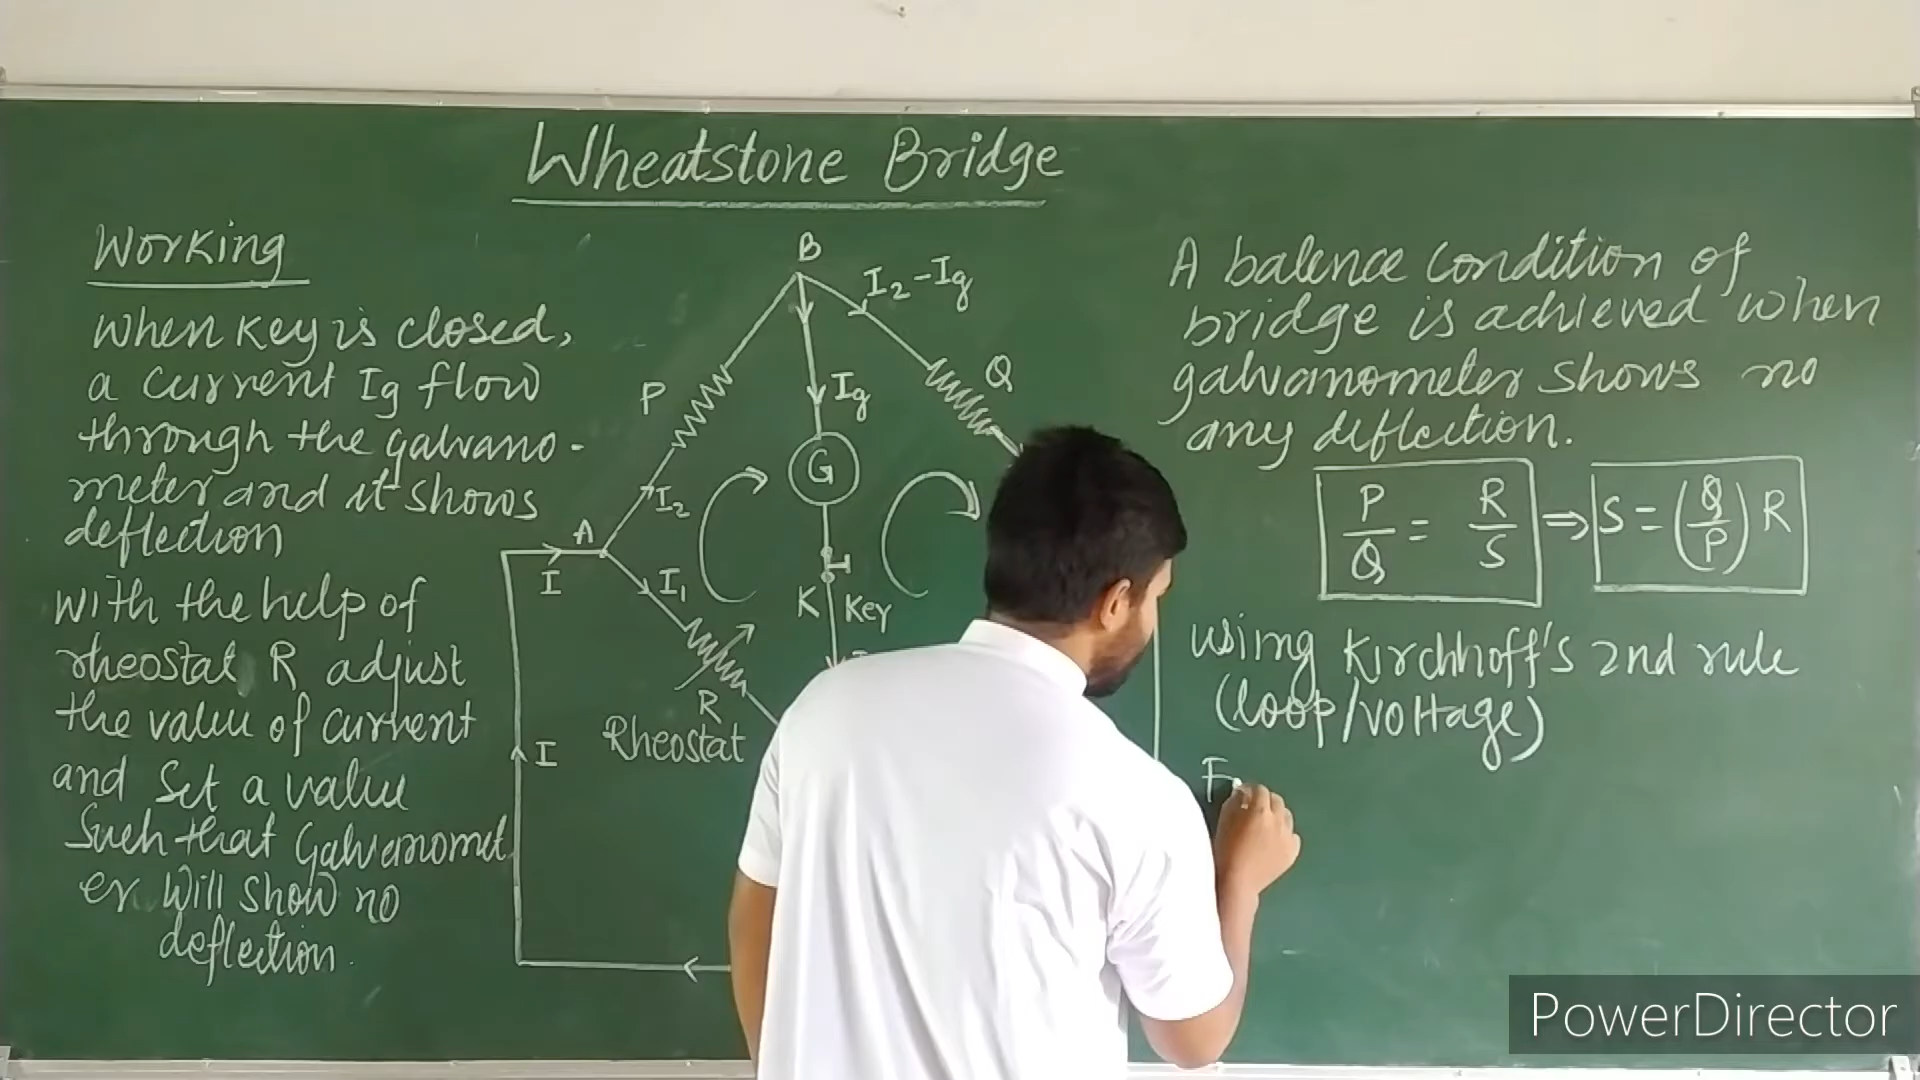 Wheatstone Bridge
Working
When Key is closed,
a current Ig flow
through the galvano-
meter and it shows
deflection
With the help of
rheostat R adjust
the value of current
and set a value
Such that Galvanomet
er will show no
deflection.
B
I₂-Ig
P
Q
Ig
G
I₂
A
I
I₁
K Key
R
Rheostat
I
A balence condition of
bridge is achieved when
galvanometer shows no
any deflection.
P/Q = R/S ⇒ S = (Q/P) R
using Kirchhoff's 2nd rule
(loop/voltage)
F
PowerDirector